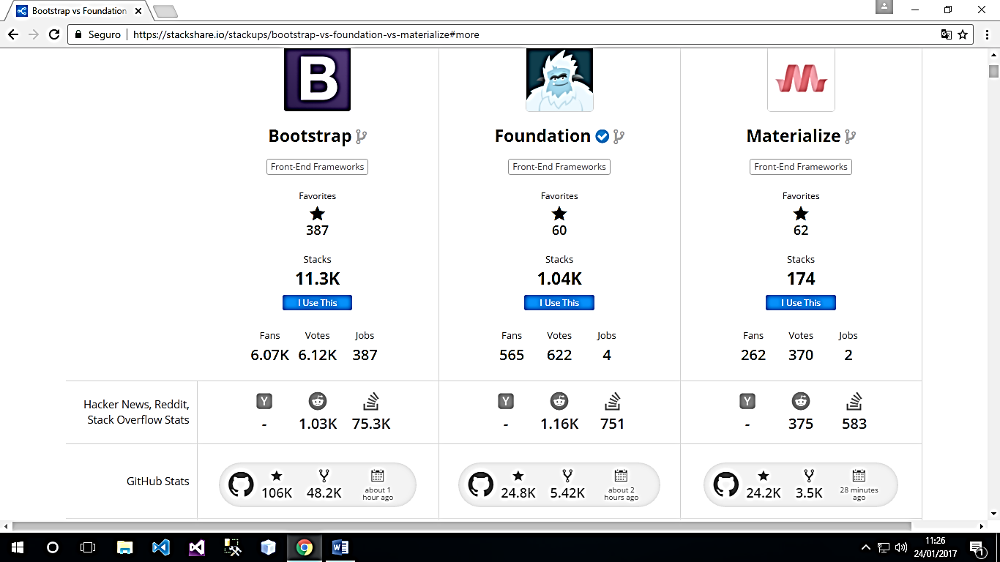 Bootstrap vs Foundation
Seguro https://stackshare.io/stackups/bootstrap-vs-foundation-vs-materialize#more
B
Bootstrap
Foundation
Materialize
Front-End Frameworks
Front-End Frameworks
Front-End Frameworks
Favorites
Favorites
Favorites
387
60
62
Stacks
Stacks
Stacks
11.3K
1.04K
174
I Use This
I Use This
I Use This
Fans Votes Jobs
Fans Votes Jobs
Fans Votes Jobs
6.07K 6.12K 387
565 622 4
262 370 2
Hacker News, Reddit,
Stack Overflow Stats
Y
Y
Y
- 1.03K 75.3K
- 1.16K 751
- 375 583
GitHub Stats
106K 48.2K about 1
hour ago
24.8K 5.42K about 2
hours ago
24.2K 3.5K 28 minutes
ago
11:26
24/01/2017
1